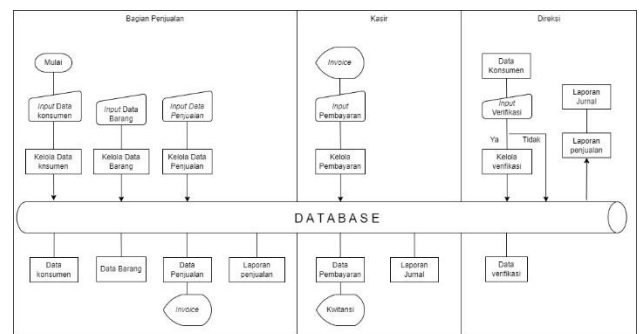 Bagian Penjualan
Kasir
Direksi
Mulai
Input Data
konsumen
Kelola Data
knsumen
Input Data
Barang
Kelola Data
Barang
Input Data
Penjualan
Kelola Data
Penjualan
Invoice
Input
Pembayaran
Kelola
Pembayaran
Data
Konsumen
Input
Verifikasi
Ya
Tidak
Kelola
verifikasi
Laporan
Jurnal
Laporan
penjualan
DATABASE
Data
konsumen
Data Barang
Data
Penjualan
Invoice
Laporan
penjualan
Data
Pembayaran
Kwitansi
Laporan
Jurnal
Data
verifikasi